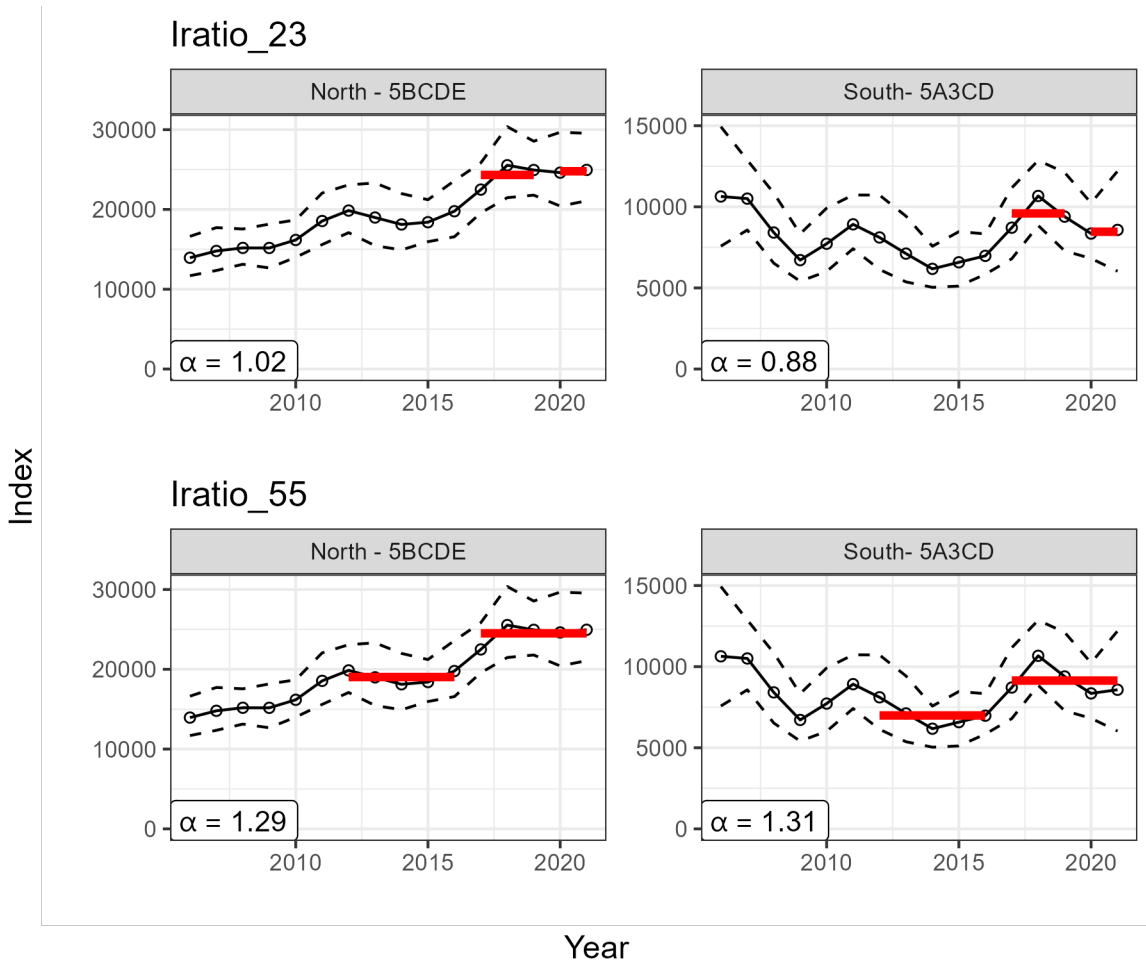 Iratio_23
North - 5BCDE
South- 5A3CD
30000
20000
10000
0
α = 1.02
2010
2015
2020
15000
10000
5000
0
α = 0.88
2010
2015
2020
Index
Iratio_55
North - 5BCDE
South- 5A3CD
30000
20000
10000
0
α = 1.29
2010
2015
2020
15000
10000
5000
0
α = 1.31
2010
2015
2020
Year